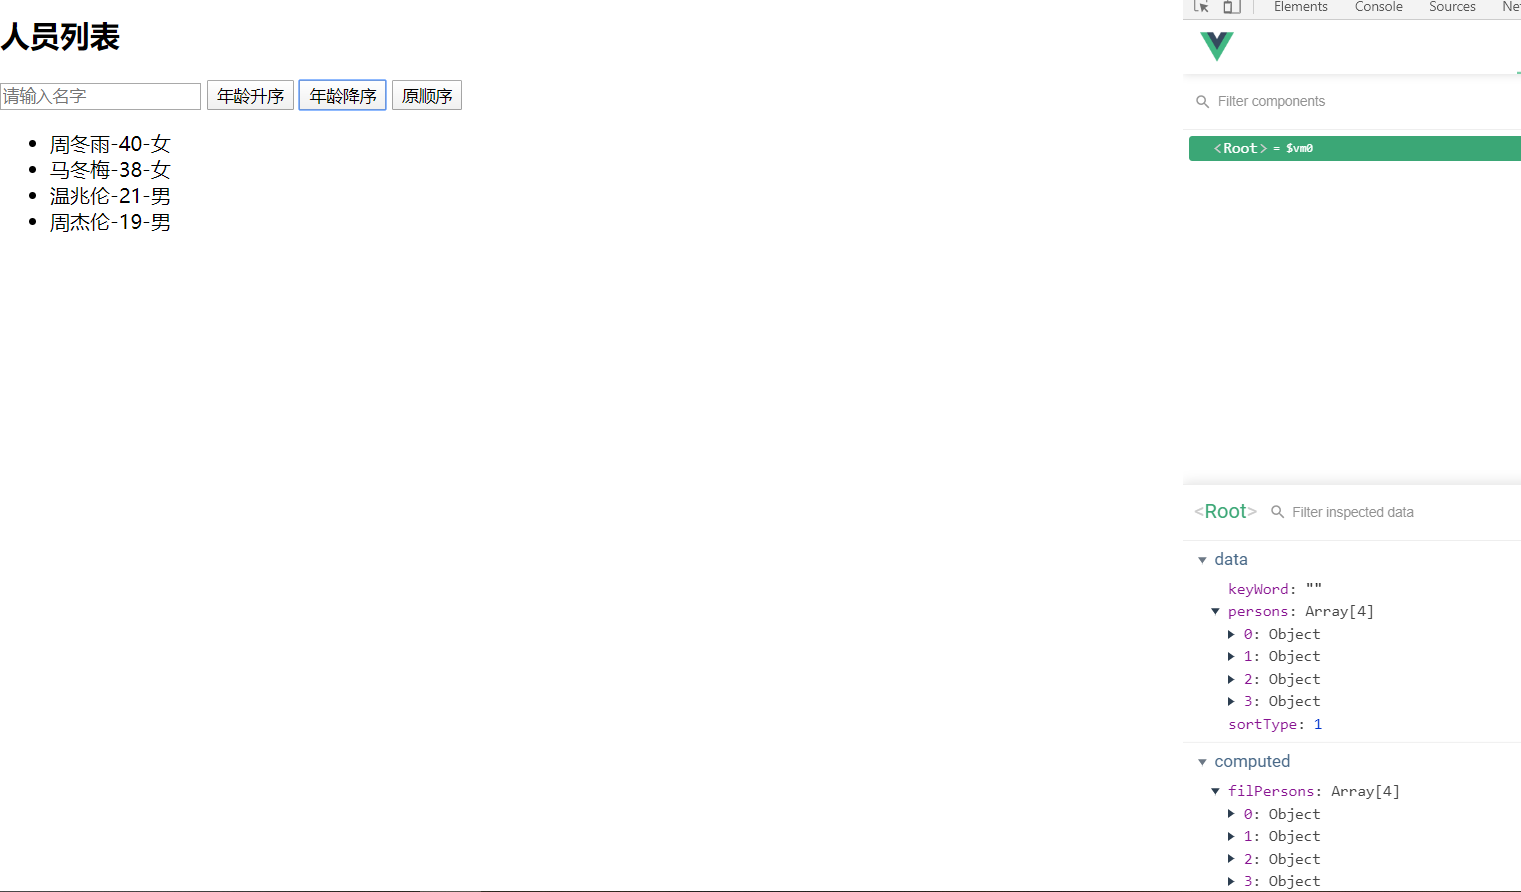 人员列表
请输入名字 年龄升序 年龄降序 原顺序
周冬雨-40-女
马冬梅-38-女
温兆伦-21-男
周杰伦-19-男
Elements Console Sources Ne
Filter components
<Root> = $vm0
<Root> Filter inspected data
data
keyWord: ""
persons: Array[4]
0: Object
1: Object
2: Object
3: Object
sortType: 1
computed
filPersons: Array[4]
0: Object
1: Object
2: Object
3: Object